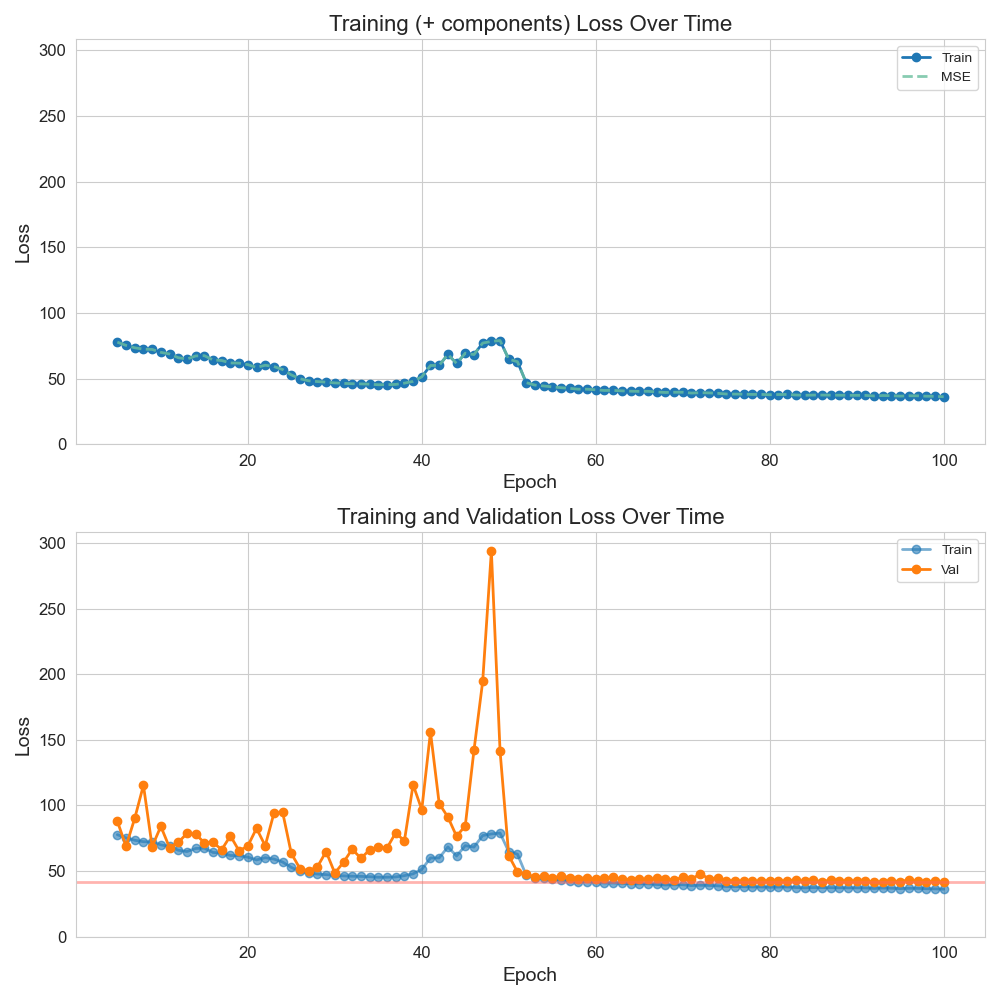 Training (+ components) Loss Over Time
300
250
200
150
100
50
0
Loss
Train
MSE
20 40 60 80 100
Epoch
Training and Validation Loss Over Time
300
250
200
150
100
50
0
Loss
Train
Val
20 40 60 80 100
Epoch